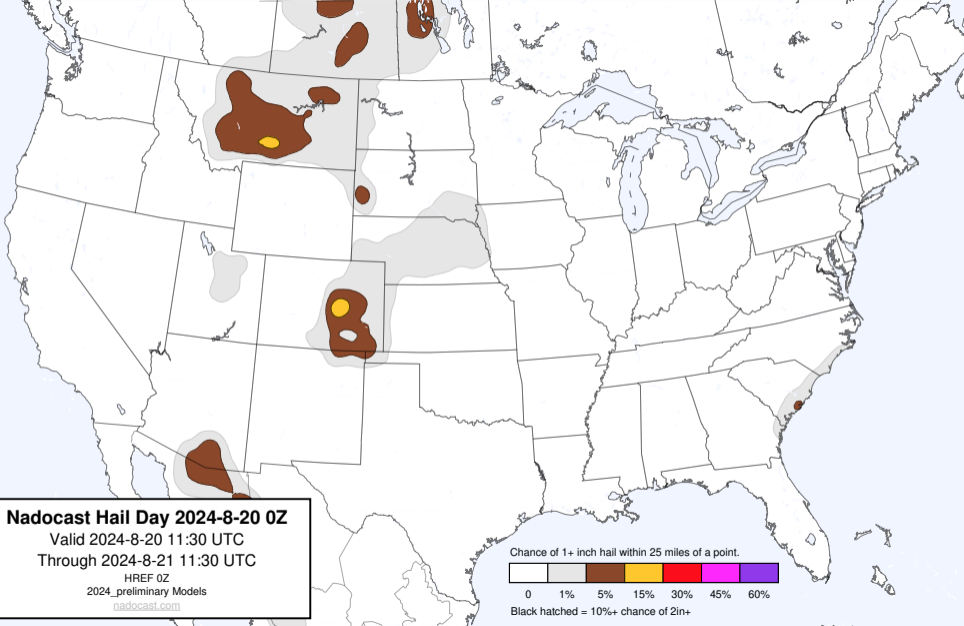 Nadocast Hail Day 2024-8-20 0Z
Valid 2024-8-20 11:30 UTC
Through 2024-8-21 11:30 UTC
HREF 0Z
2024_preliminary Models
nadocast.com
Chance of 1+ inch hail within 25 miles of a point.
0 1% 5% 15% 30% 45% 60%
Black hatched = 10%+ chance of 2in+